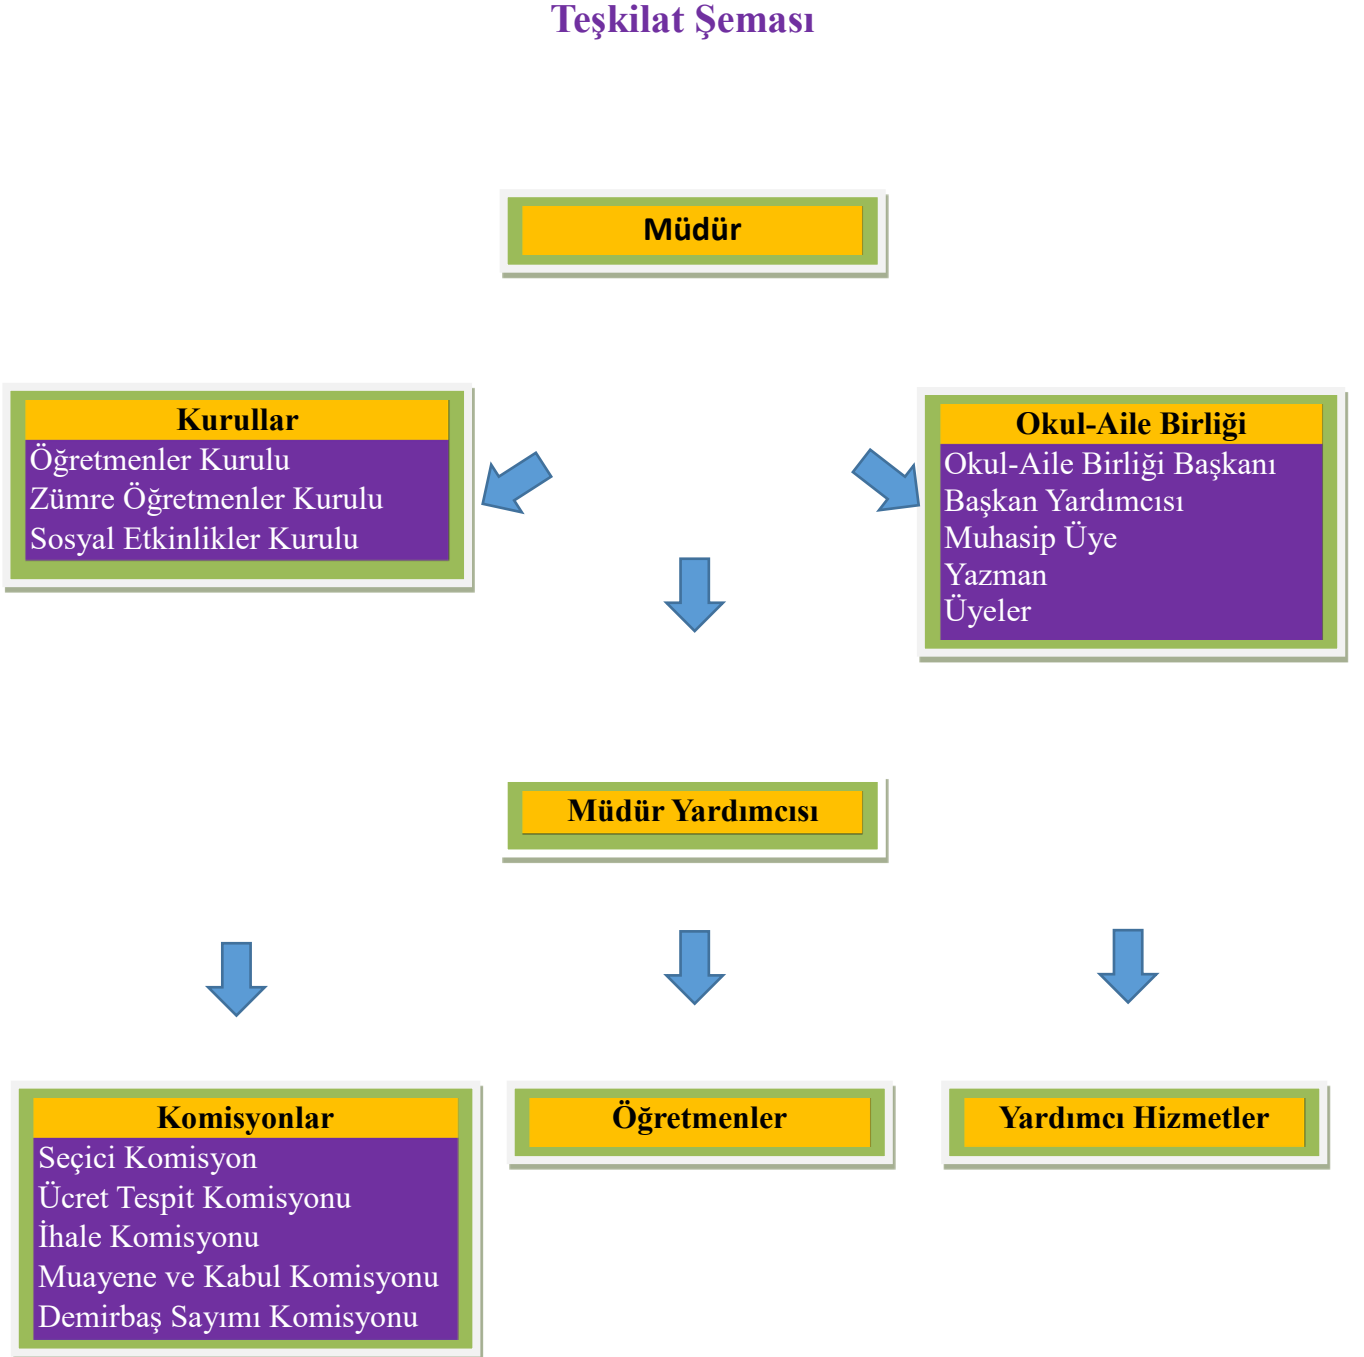 Teşkilat Şeması
Müdür
Kurullar
Öğretmenler Kurulu
Zümre Öğretmenler Kurulu
Sosyal Etkinlikler Kurulu
Okul-Aile Birliği
Okul-Aile Birliği Başkanı
Başkan Yardımcısı
Muhasip Üye
Yazman
Üyeler
Müdür Yardımcısı
Komisyonlar
Seçici Komisyon
Ücret Tespit Komisyonu
İhale Komisyonu
Muayene ve Kabul Komisyonu
Demirbaş Sayımı Komisyonu
Öğretmenler
Yardımcı Hizmetler